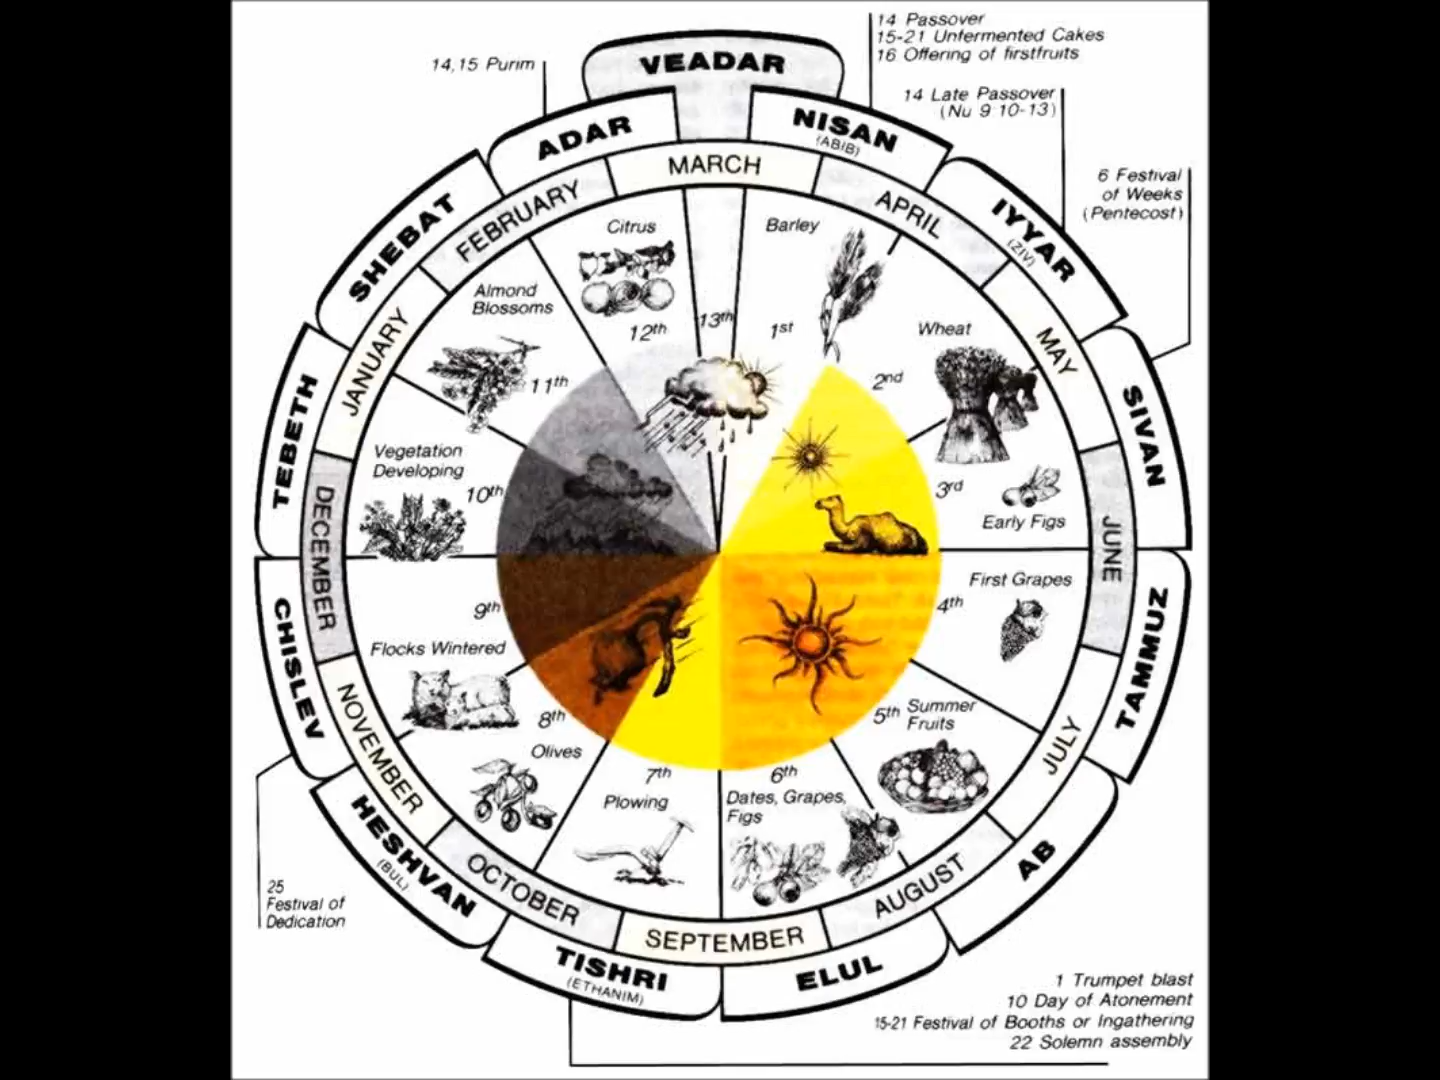 14 Passover
15-21 Unfermented Cakes
16 Offering of firstfruits
14,15 Purim
14 Late Passover
(Nu 9 10-13)
6 Festival
of Weeks
(Pentecost)
VEADAR
ADAR
NISAN
(ABIB)
IYYAR
(ZIV)
SIVAN
TAMMUZ
AB
ELUL
TISHRI
(ETHANIM)
HESHVAN
(BUL)
CHISLEV
TEBETH
SHEBAT
MARCH
APRIL
MAY
JUNE
JULY
AUGUST
SEPTEMBER
OCTOBER
NOVEMBER
DECEMBER
JANUARY
FEBRUARY
13th
Barley
1st
Wheat
2nd
3rd
Early Figs
First Grapes
4th
5th Summer
Fruits
6th
Dates, Grapes,
Figs
7th
Plowing
8th
Olives
9th
Flocks Wintered
Vegetation
Developing
10th
Almond
Blossoms
11th
Citrus
12th
25
Festival of
Dedication
1 Trumpet blast
10 Day of Atonement
15-21 Festival of Booths or Ingathering
22 Solemn assembly